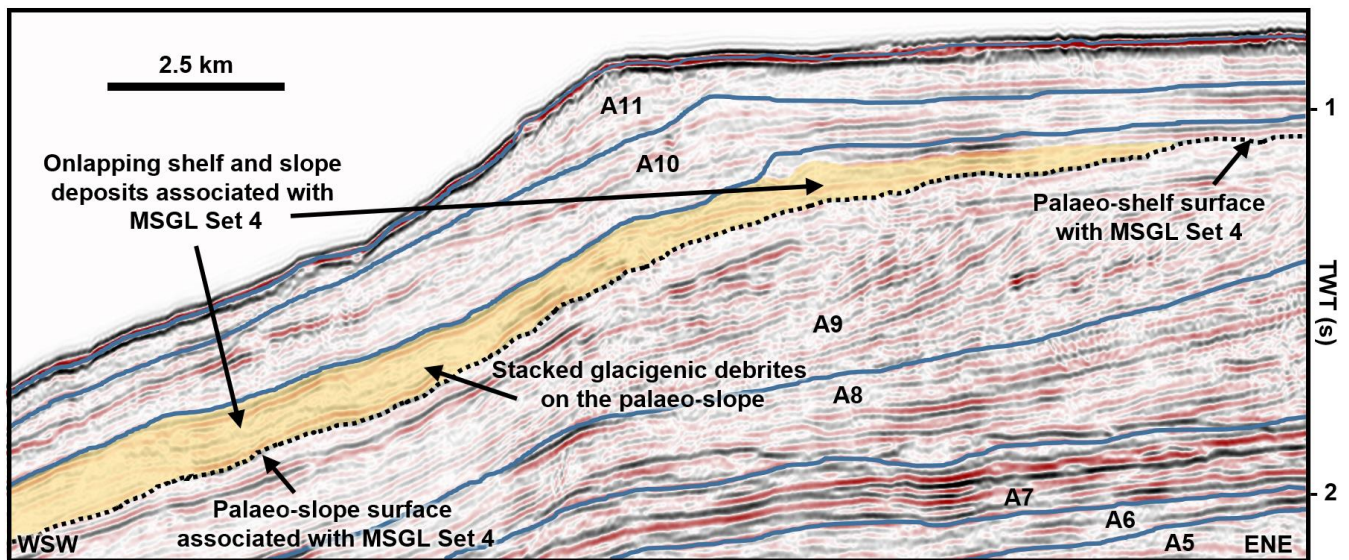 2.5 km
A11
1
Onlapping shelf and slope
deposits associated with
MSGL Set 4
A10
Palaeo-shelf surface
with MSGL Set 4
TWT (s)
A9
Stacked glacigenic debrites
on the palaeo-slope
A8
2
A7
Palaeo-slope surface
associated with MSGL Set 4
A6
WSW
A5
ENE